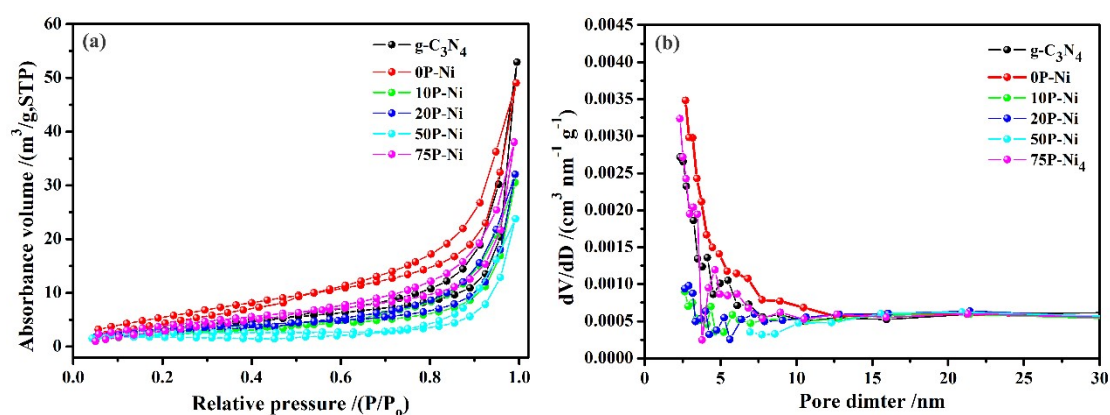 (a)
g-C₃N₄
0P-Ni
10P-Ni
20P-Ni
50P-Ni
75P-Ni
Absorbance volume /(m³/g,STP)
60
50
40
30
20
10
0
0.0 0.2 0.4 0.6 0.8 1.0
Relative pressure /(P/Pₒ)
(b)
g-C₃N₄
0P-Ni
10P-Ni
20P-Ni
50P-Ni
75P-Ni₄
dV/dD /(cm³ nm⁻¹ g⁻¹)
0.0045
0.0040
0.0035
0.0030
0.0025
0.0020
0.0015
0.0010
0.0005
0.0000
0 5 10 15 20 25 30
Pore dimter /nm